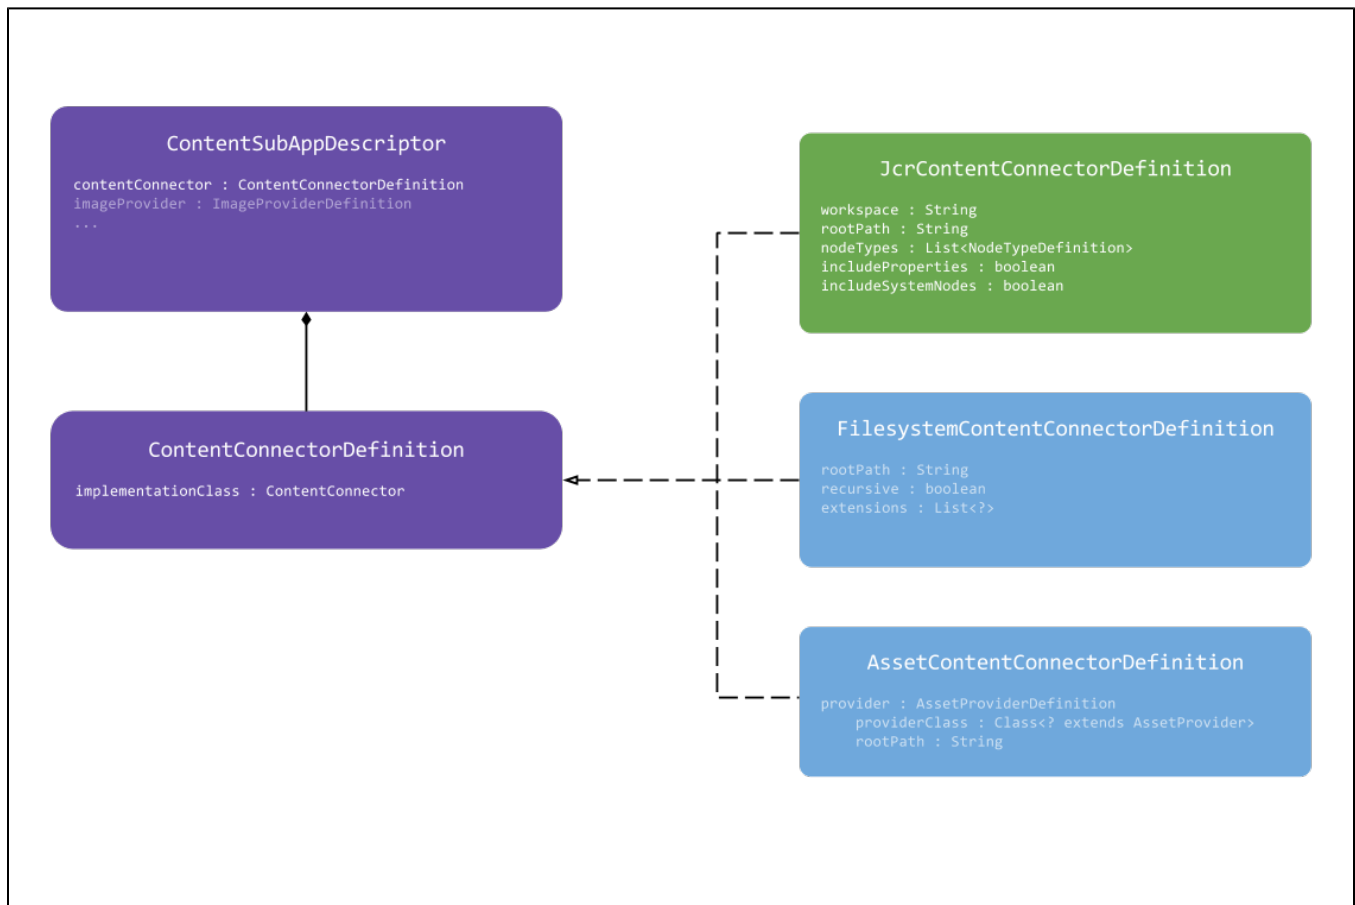 ContentSubAppDescriptor
contentConnector : ContentConnectorDefinition
imageProvider : ImageProviderDefinition
...
ContentConnectorDefinition
implementationClass : ContentConnector
JcrContentConnectorDefinition
workspace : String
rootPath : String
nodeTypes : List<NodeTypeDefinition>
includeProperties : boolean
includeSystemNodes : boolean
FilesystemContentConnectorDefinition
rootPath : String
recursive : boolean
extensions : List<?>
AssetContentConnectorDefinition
provider : AssetProviderDefinition
providerClass : Class<? extends AssetProvider>
rootPath : String